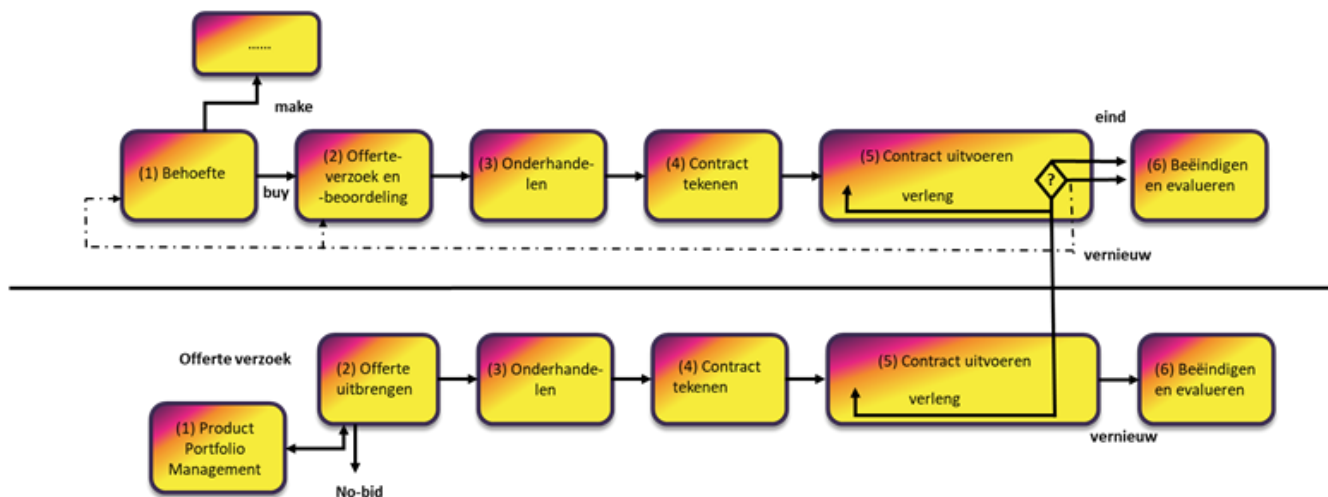 .......
make
(1) Behoefte
buy
(2) Offerte-
verzoek en
-beoordeling
(3) Onderhande-
len
(4) Contract
tekenen
(5) Contract uitvoeren
?
verleng
eind
(6) Beëindigen
en evalueren
vernieuw
Offerte verzoek
(2) Offerte
uitbrengen
(3) Onderhande-
len
(4) Contract
tekenen
(5) Contract uitvoeren
verleng
(6) Beëindigen
en evalueren
vernieuw
(1) Product
Portfolio
Management
No-bid